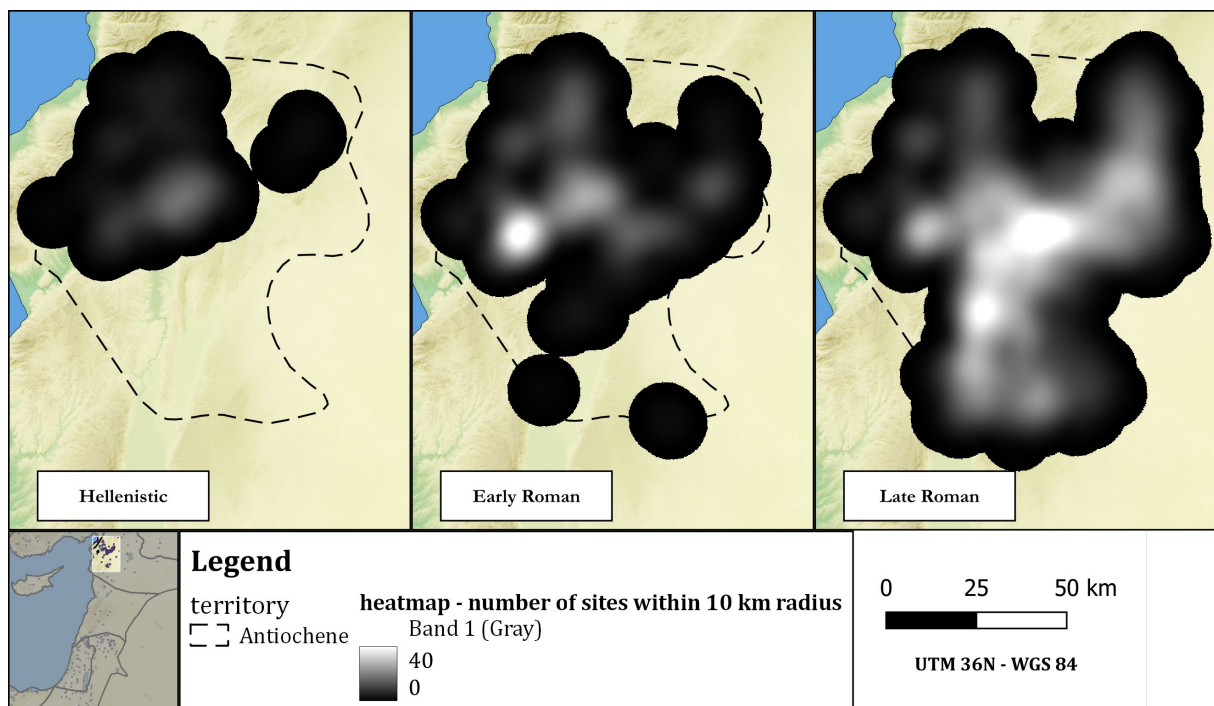 Hellenistic
Early Roman
Late Roman
Legend
territory
Antiochene
heatmap - number of sites within 10 km radius
Band 1 (Gray)
40
0
0 25 50 km
UTM 36N - WGS 84